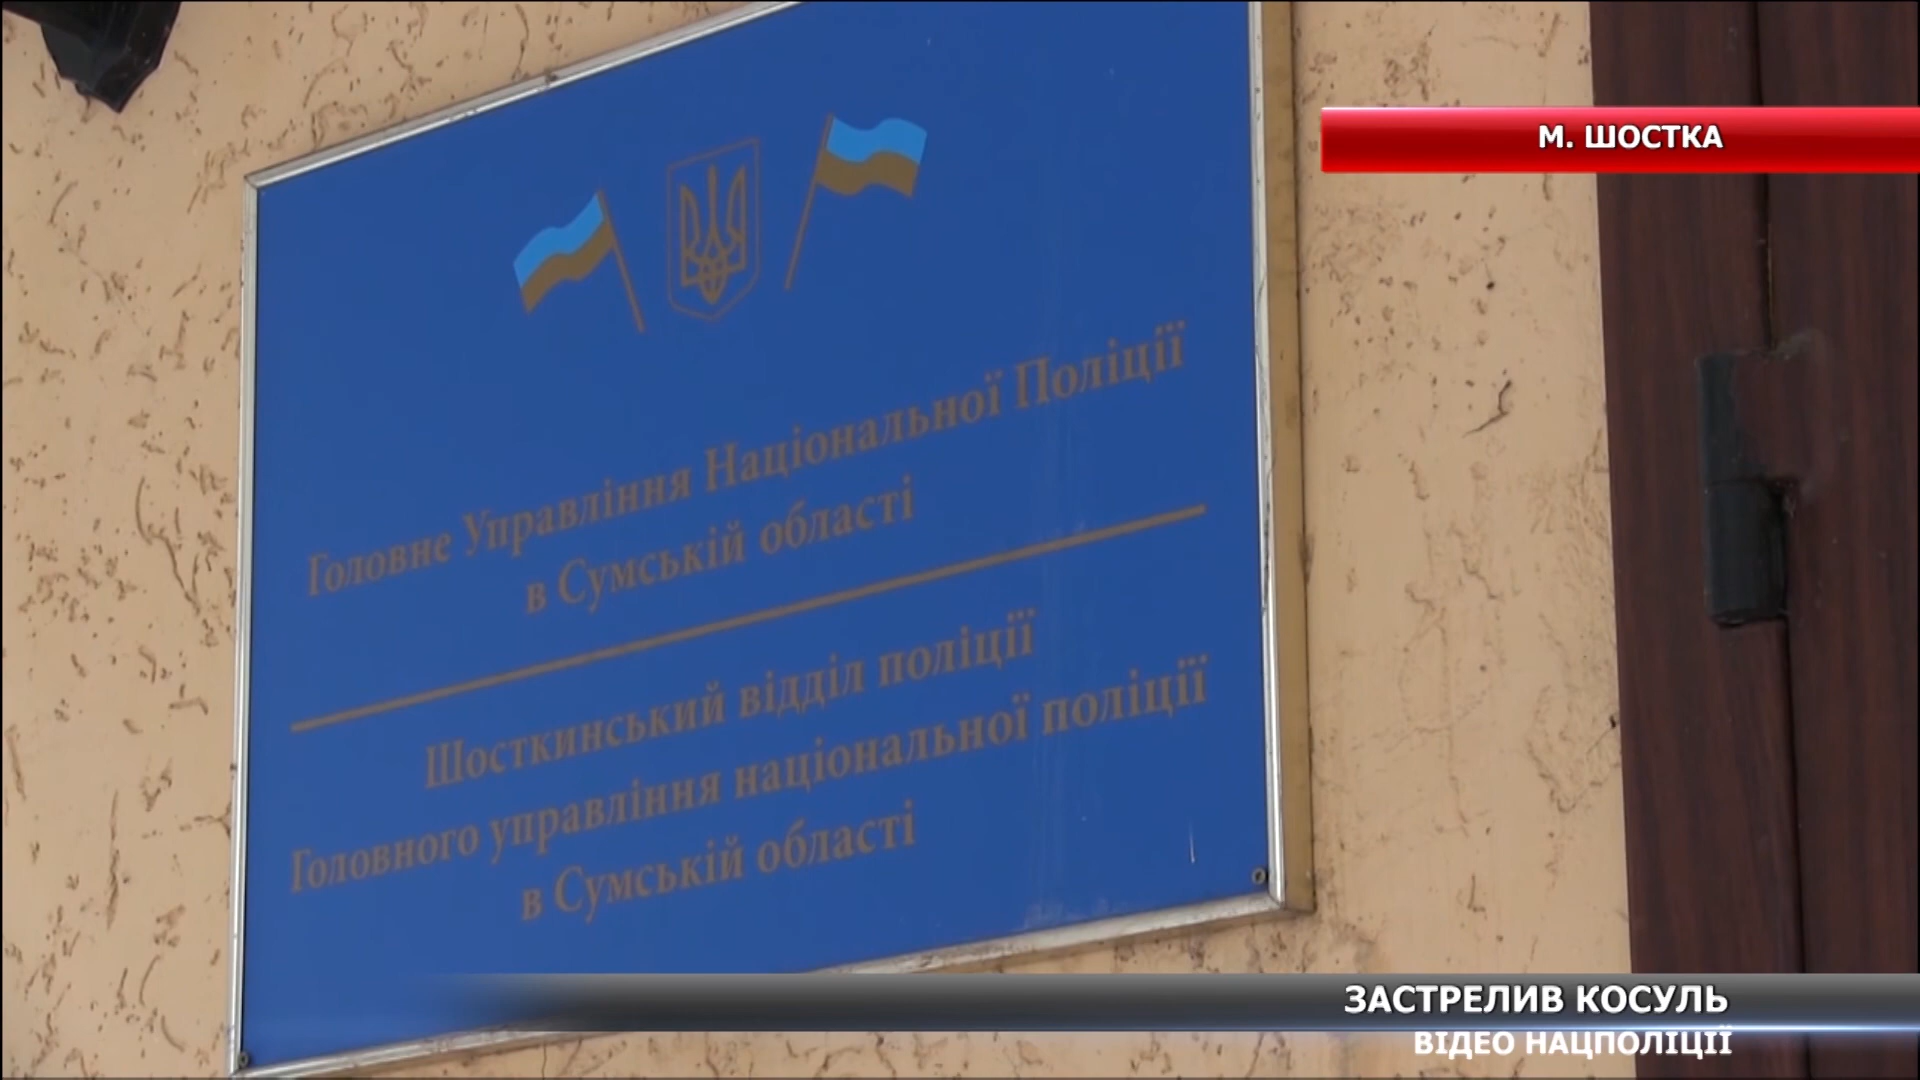 М. ШОСТКА
Головне Управління Національної Поліції
в Сумській області
Шосткинський відділ поліції
Головного управління національної поліції
в Сумській області
ЗАСТРЕЛИВ КОСУЛЬ
ВІДЕО НАЦПОЛІЦІЇ